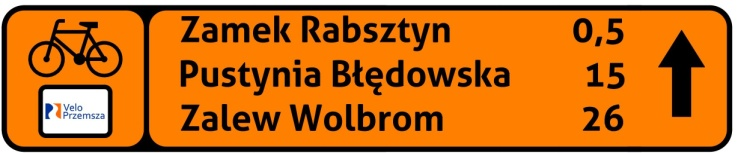 Zamek Rabsztyn 0,5
Pustynia Błędowska 15
Zalew Wolbrom 26
Velo
Przemsza